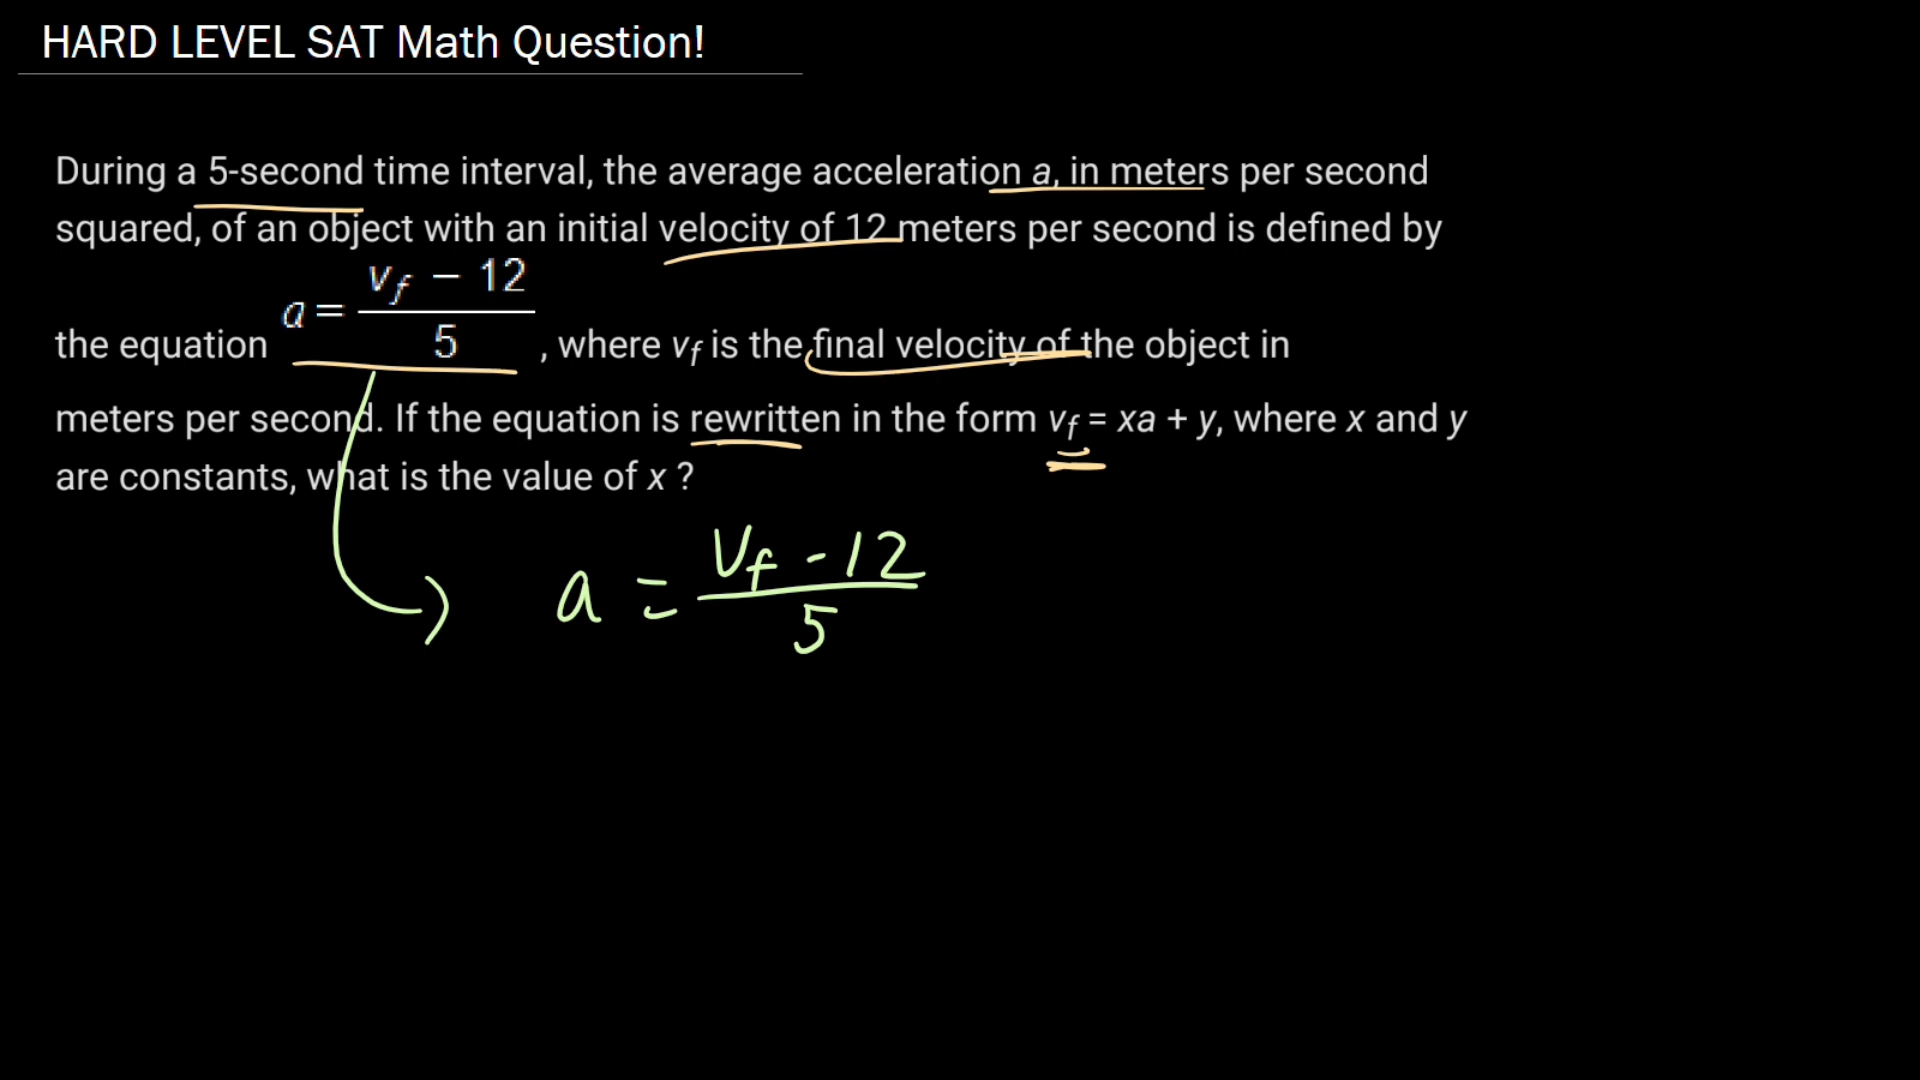 HARD LEVEL SAT Math Question!
During a 5-second time interval, the average acceleration a, in meters per second
squared, of an object with an initial velocity of 12 meters per second is defined by
the equation a = (v_f − 12)/5 , where v_f is the final velocity of the object in
meters per second. If the equation is rewritten in the form v_f = xa + y, where x and y
are constants, what is the value of x ?
a = (V_f - 12)/5